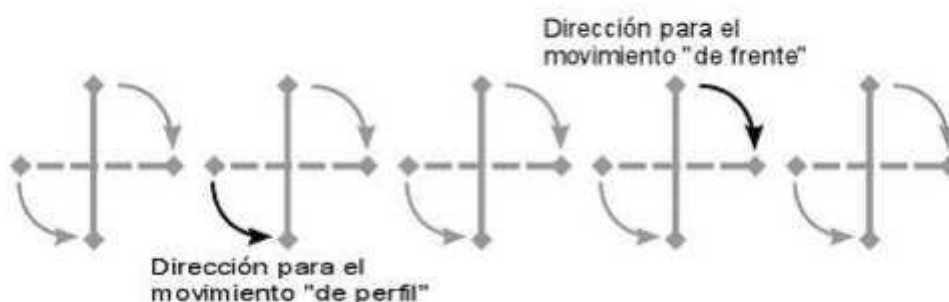 Dirección para el
movimiento "de frente"
Dirección para el
movimiento "de perfil"